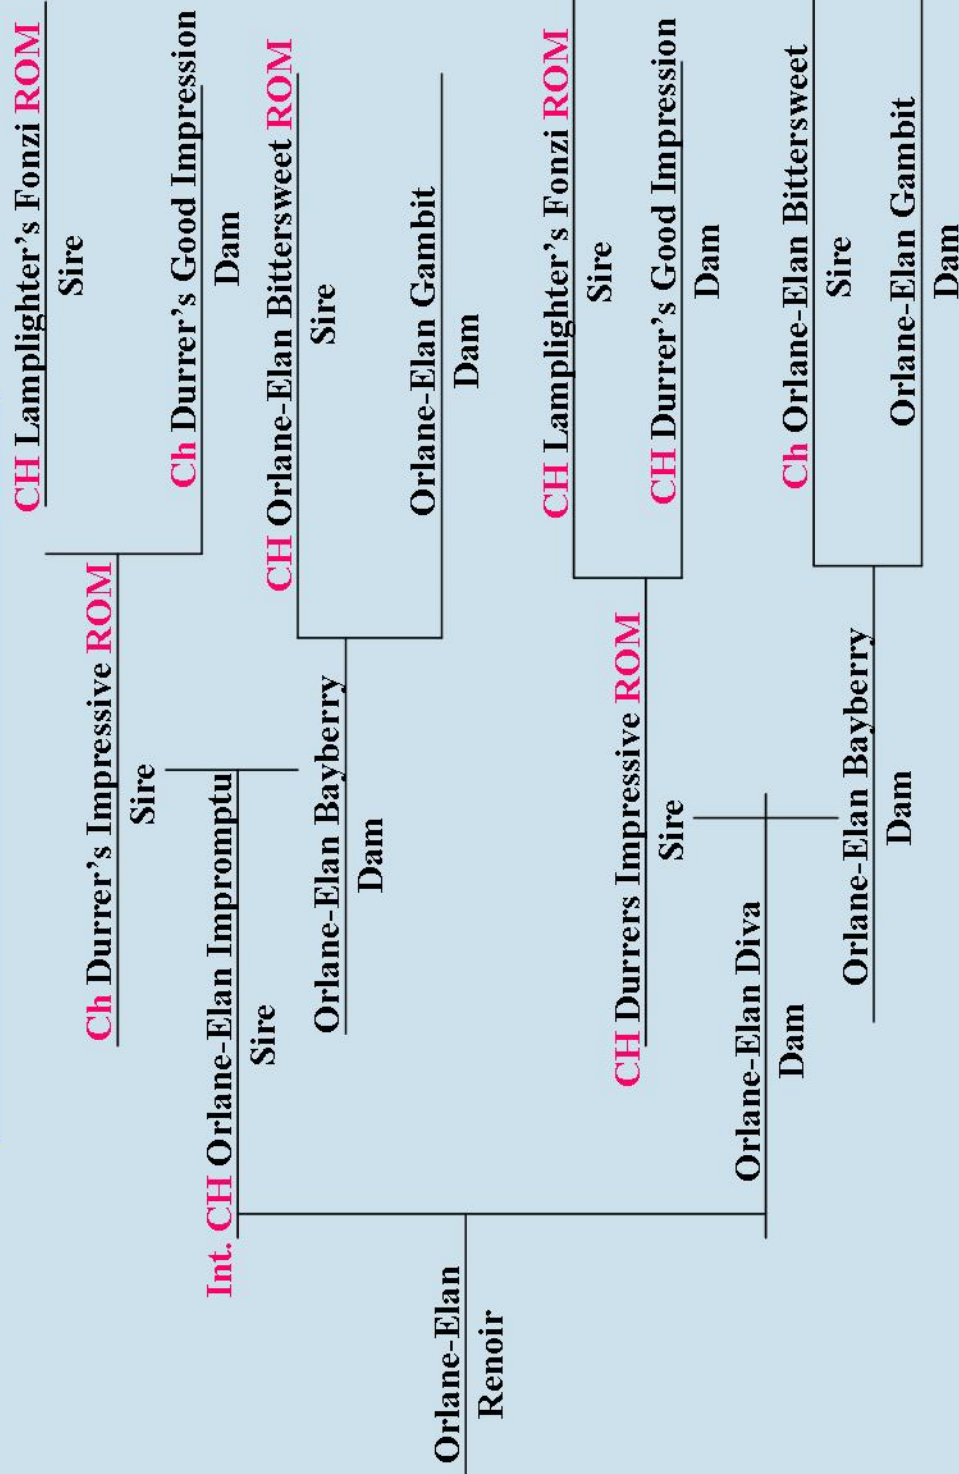 CH Lamplighter's Fonzi ROM
Sire
Ch Durrer's Impressive ROM
Sire
Ch Durrer's Good Impression
Dam
Int. CH Orlane-Elan Impromptu
Sire
CH Orlane-Elan Bittersweet ROM
Sire
Orlane-Elan Bayberry
Dam
Orlane-Elan Gambit
Dam
Orlane-Elan
Renoir
CH Lamplighter's Fonzi ROM
Sire
CH Durrers Impressive ROM
Sire
CH Durrer's Good Impression
Dam
Orlane-Elan Diva
Dam
Ch Orlane-Elan Bittersweet
Sire
Orlane-Elan Bayberry
Dam
Orlane-Elan Gambit
Dam